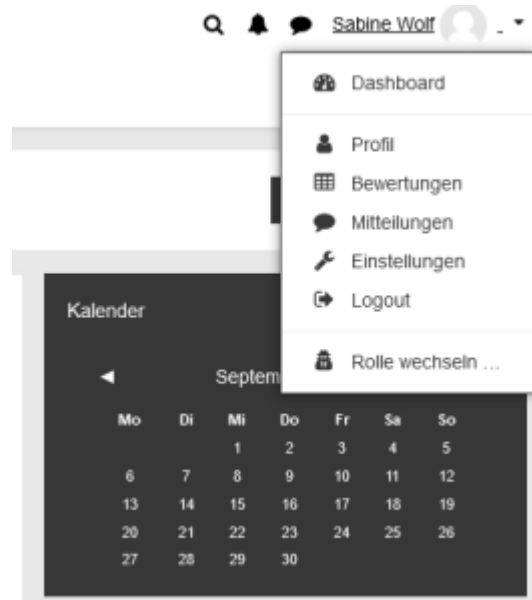 Sabine Wolf
Dashboard
Profil
Bewertungen
Mitteilungen
Einstellungen
Logout
Rolle wechseln ...
Kalender
Septem
Mo Di Mi Do Fr Sa So
1 2 3 4 5
6 7 8 9 10 11 12
13 14 15 16 17 18 19
20 21 22 23 24 25 26
27 28 29 30